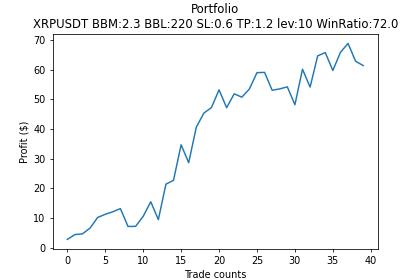 Portfolio
XRPUSDT BBM:2.3 BBL:220 SL:0.6 TP:1.2 lev:10 WinRatio:72.0
70
60
50
40
30
20
10
0
Profit ($)
0 5 10 15 20 25 30 35 40
Trade counts